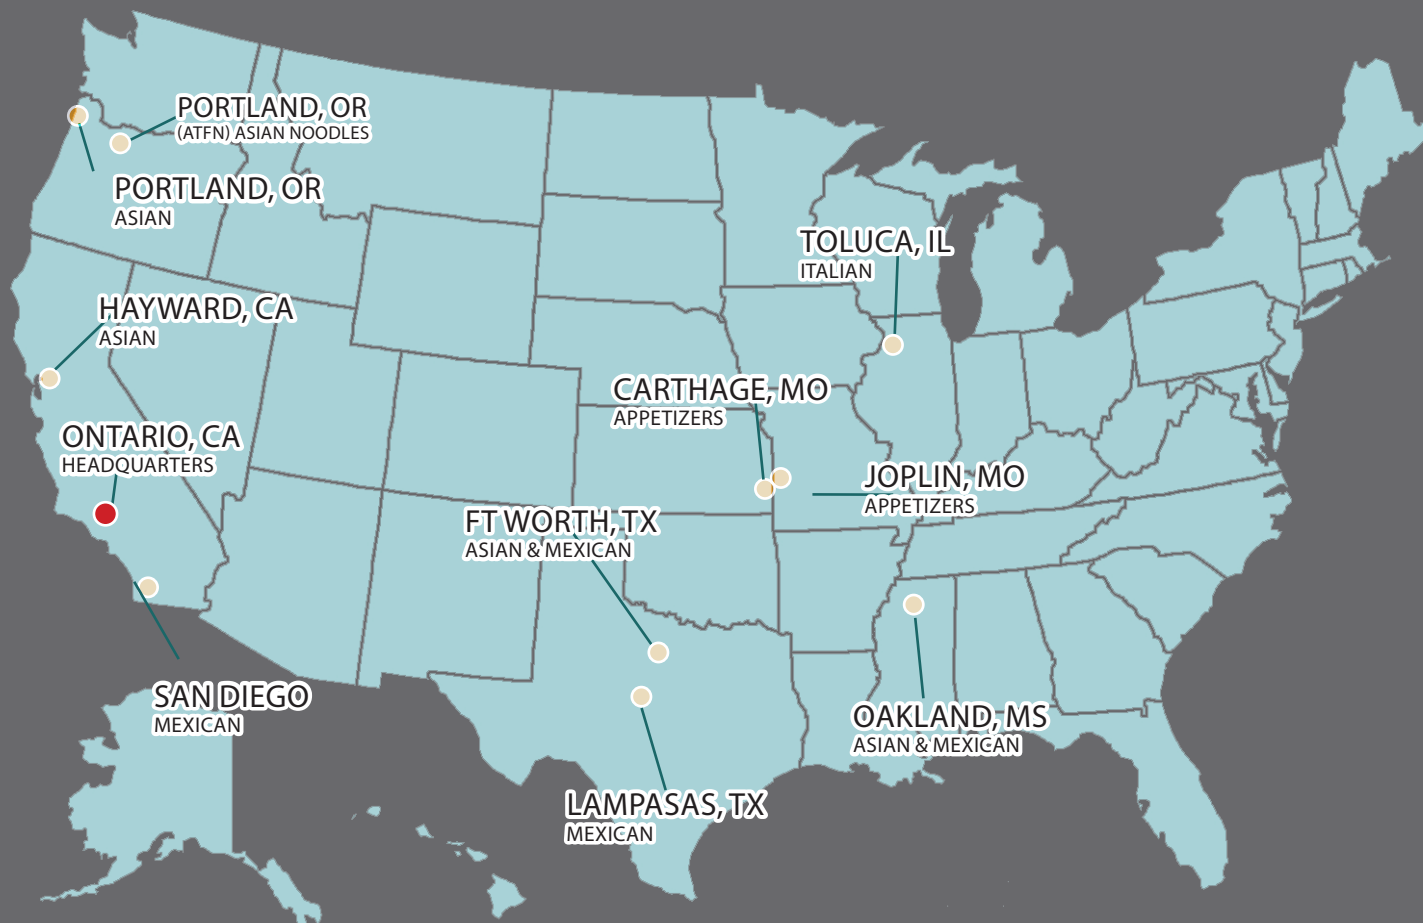 PORTLAND, OR
(ATFN) ASIAN NOODLES
PORTLAND, OR
ASIAN
TOLUCA, IL
ITALIAN
HAYWARD, CA
ASIAN
CARTHAGE, MO
APPETIZERS
ONTARIO, CA
HEADQUARTERS
JOPLIN, MO
APPETIZERS
FT WORTH, TX
ASIAN & MEXICAN
SAN DIEGO
MEXICAN
OAKLAND, MS
ASIAN & MEXICAN
LAMPASAS, TX
MEXICAN